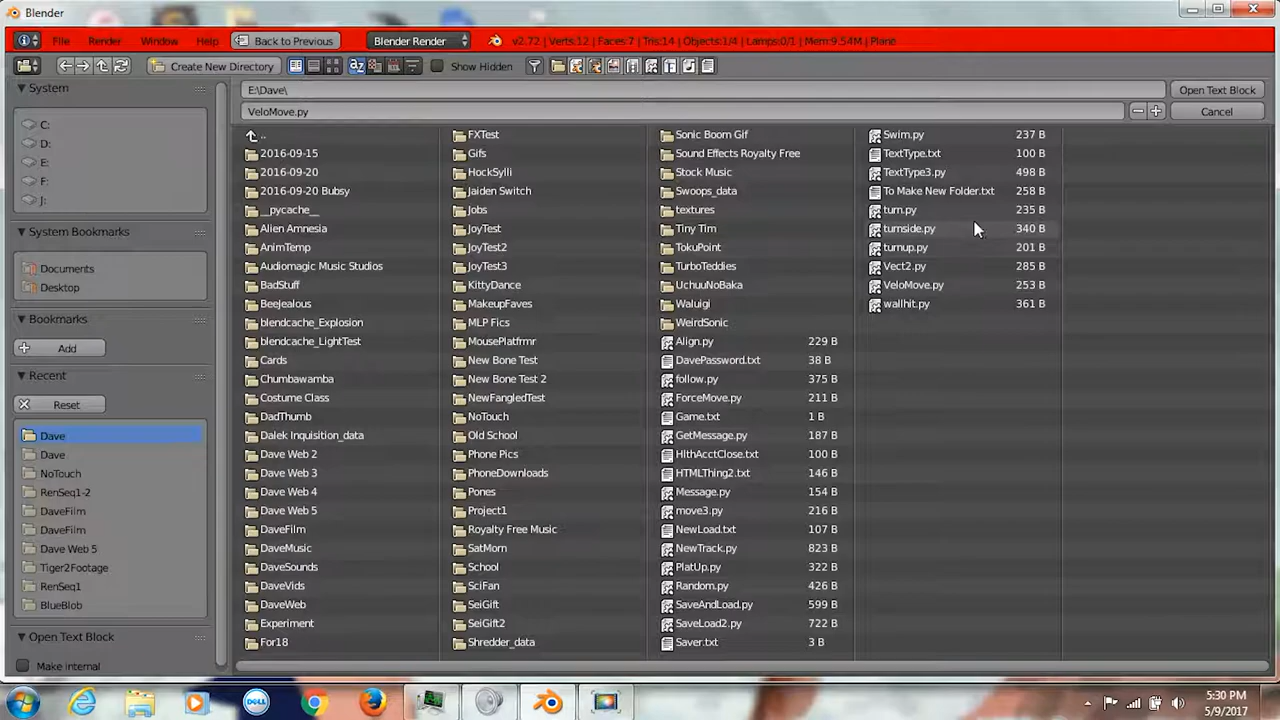 Blender
File Render Window Help Back to Previous Blender Render v2.72 | Verts:12 | Faces:7 | Tris:14 | Objects:1/4 | Lamps:0/1 | Mem:9.54M | Plane
Create New Directory Show Hidden
System
C:
D:
E:
F:
J:
System Bookmarks
Documents
Desktop
Bookmarks
Add
Recent
Reset
Dave
Dave
NoTouch
RenSeq1-2
DaveFilm
DaveFilm
Dave Web 5
Tiger2Footage
RenSeq1
BlueBlob
Open Text Block
Make internal
E:\Dave\
Open Text Block
VeloMove.py
Cancel
..
2016-09-15
2016-09-20
2016-09-20 Bubsy
__pycache__
Alien Amnesia
AnimTemp
Audiomagic Music Studios
BadStuff
Beejealous
blendcache_Explosion
blendcache_LightTest
Cards
Chumbawamba
Costume Class
DadThumb
Dalek Inquisition_data
Dave Web 2
Dave Web 3
Dave Web 4
Dave Web 5
DaveFilm
DaveMusic
DaveSounds
DaveVids
DaveWeb
Experiment
For18
FXTest
Gifs
HockSylli
Jaiden Switch
Jobs
JoyTest
JoyTest2
JoyTest3
KittyDance
MakeupFaves
MLP Fics
MousePlatfrmr
New Bone Test
New Bone Test 2
NewFangledTest
NoTouch
Old School
Phone Pics
PhoneDownloads
Pones
Project1
Royalty Free Music
SatMorn
School
SciFan
SeiGift
SeiGift2
Shredder_data
Sonic Boom Gif
Sound Effects Royalty Free
Stock Music
Swoops_data
textures
Tiny Tim
TokuPoint
TurboTeddies
UchuuNoBaka
Waluigi
WeirdSonic
Align.py 229 B
DavePassword.txt 38 B
follow.py 375 B
ForceMove.py 211 B
Game.txt 1 B
GetMessage.py 187 B
HlthAcctClose.txt 100 B
HTMLThing2.txt 146 B
Message.py 154 B
move3.py 216 B
NewLoad.txt 107 B
NewTrack.py 823 B
PlatUp.py 322 B
Random.py 426 B
SaveAndLoad.py 599 B
SaveLoad2.py 722 B
Saver.txt 3 B
Swim.py 237 B
TextType.txt 100 B
TextType3.py 498 B
To Make New Folder.txt 258 B
turn.py 235 B
turnside.py 340 B
turnup.py 201 B
Vect2.py 285 B
VeloMove.py 253 B
wallhit.py 361 B
DELL
5:30 PM
5/9/2017